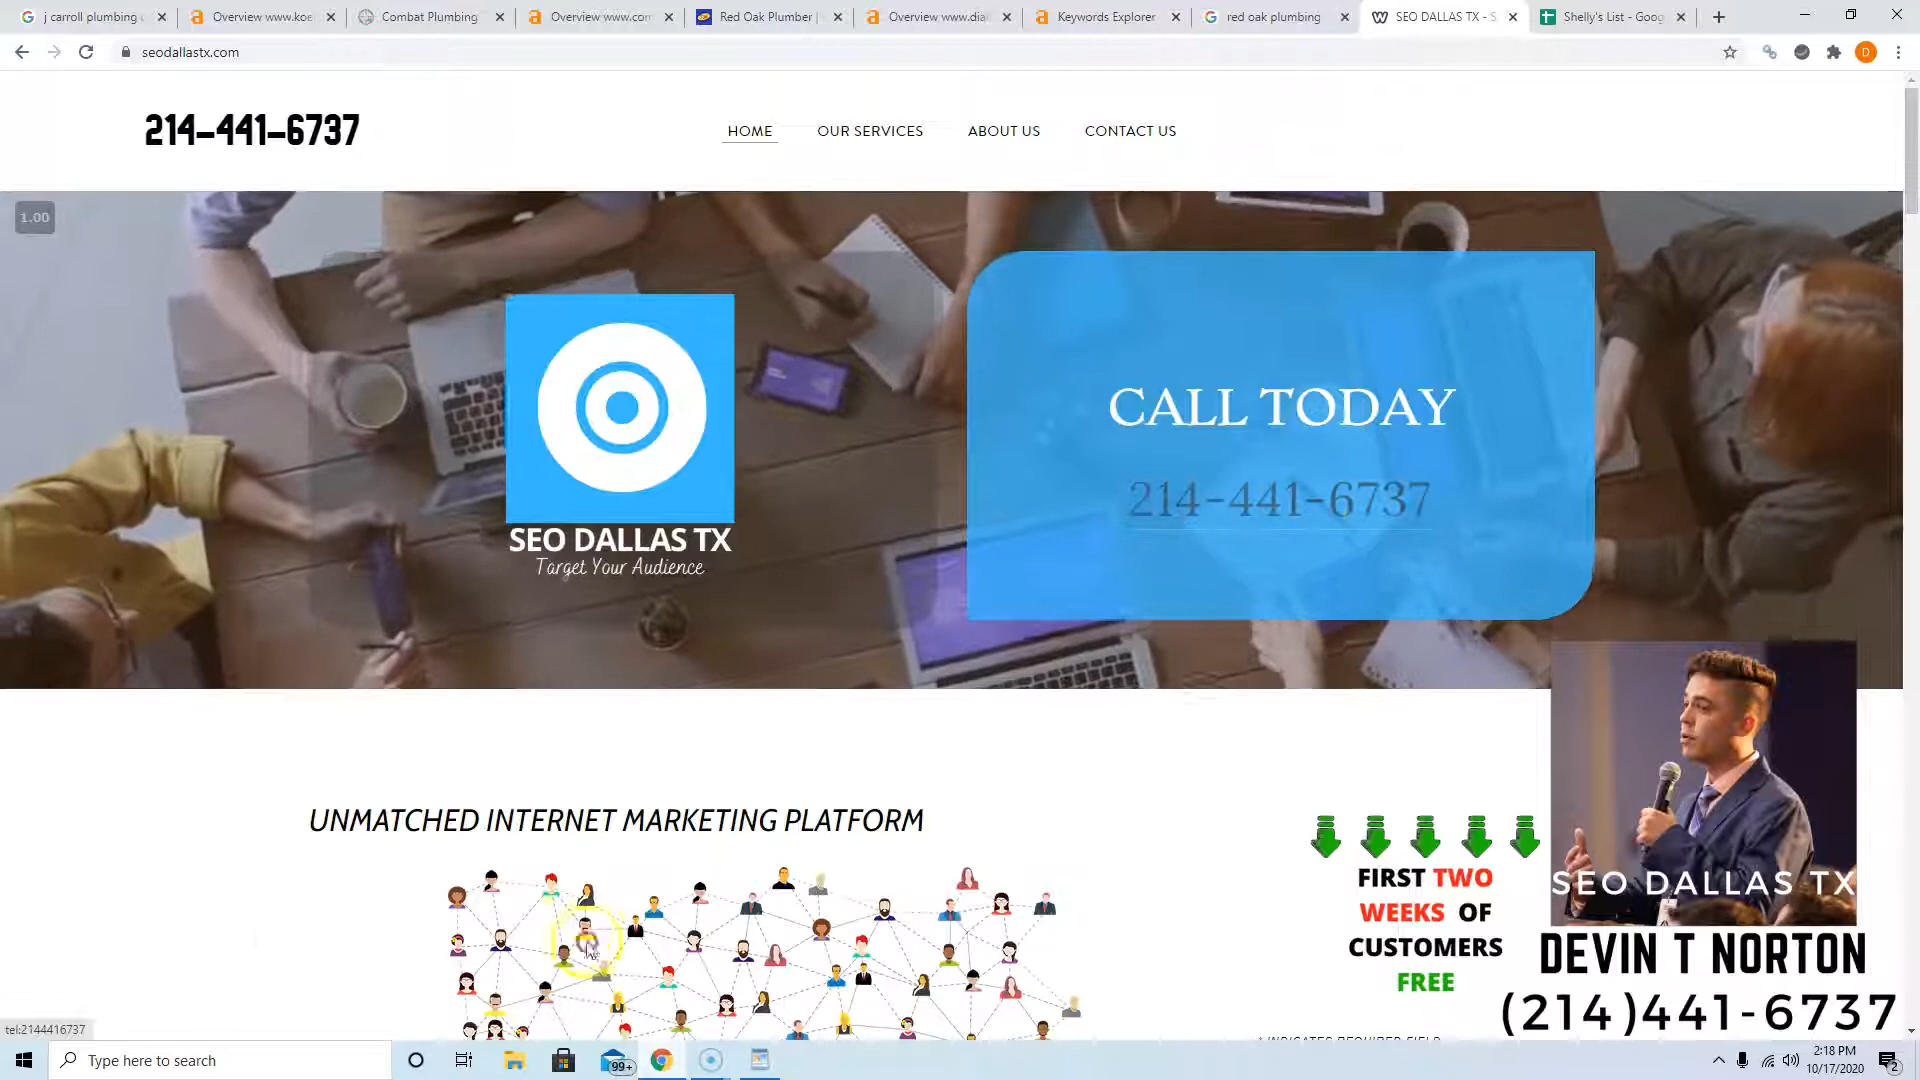 j carroll plumbing
Overview www.koe
Combat Plumbing
Overview www.com
Red Oak Plumber |
Overview www.dia
Keywords Explorer
red oak plumbing
SEO DALLAS TX - S
Shelly's List - Goog
seodallastx.com
D
214-441-6737
HOME
OUR SERVICES
ABOUT US
CONTACT US
1.00
CALL TODAY
214-441-6737
SEO DALLAS TX
Target Your Audience
UNMATCHED INTERNET MARKETING PLATFORM
FIRST TWO
WEEKS OF
CUSTOMERS
FREE
SEO DALLAS TX
DEVIN T NORTON
(214)441-6737
* INDICATES REQUIRED FIELD
tel:2144416737
Type here to search
99+
2:18 PM
10/17/2020
2